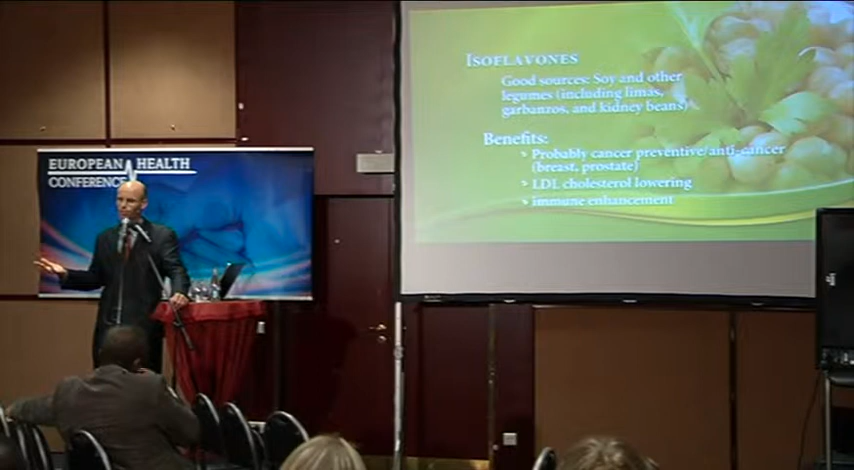 EUROPEAN HEALTH
CONFERENCE
ISOFLAVONES
Good sources: Soy and other
legumes (including limas,
garbanzos, and kidney beans)
Benefits:
Probably cancer preventive/anti-cancer
(breast, prostate)
LDL cholesterol lowering
immune enhancement